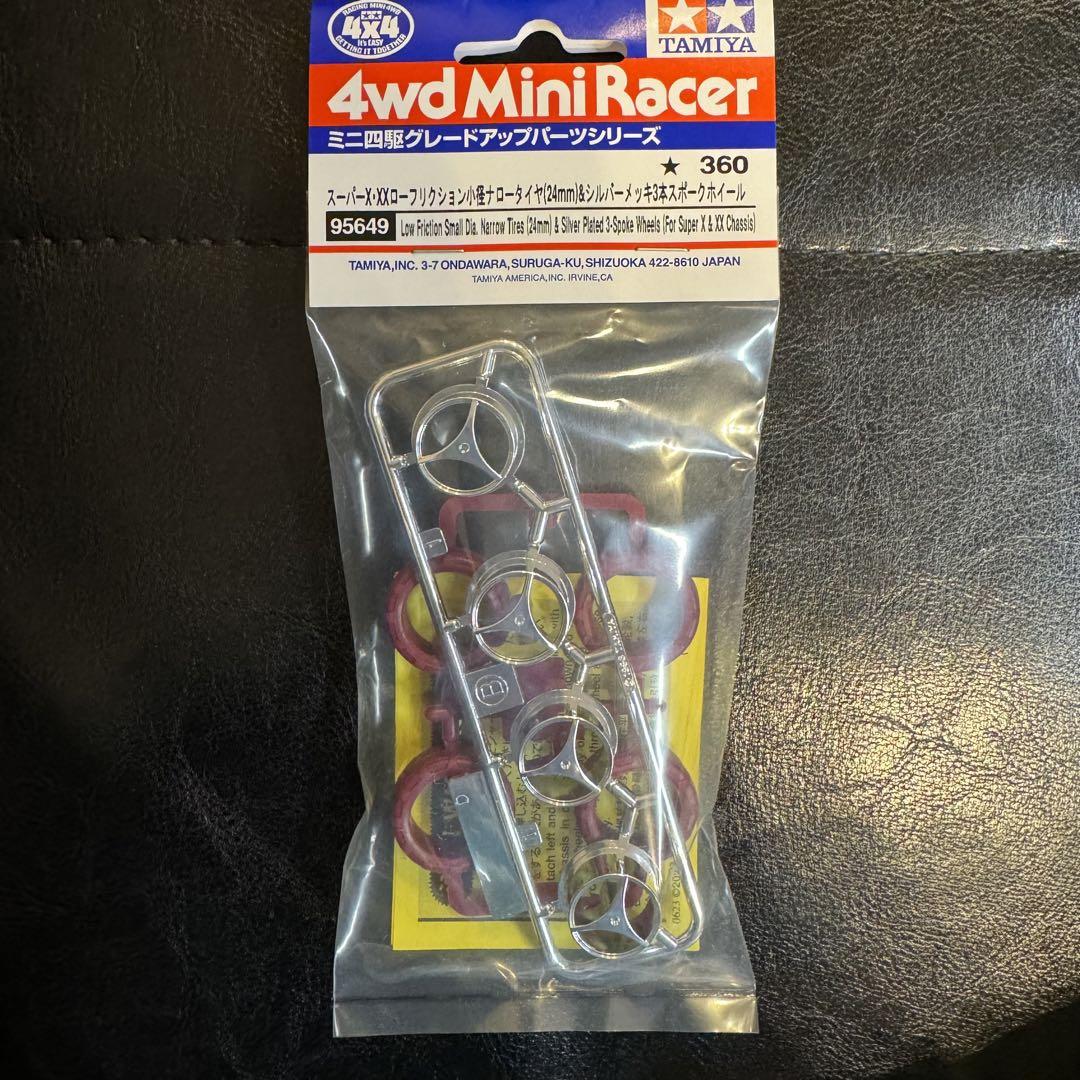 RACING MINI 4WD
4x4
It's EASY
GETTING IT TOGETHER
TAMIYA
4wd Mini Racer
ミニ四駆グレードアップパーツシリーズ
★ 360
スーパーX・XXローフリクション小径ナロータイヤ(24mm)&シルバーメッキ3本スポークホイール
95649 Low Friction Small Dia. Narrow Tires (24mm) & Silver Plated 3-Spoke Wheels (For Super X & XX Chassis)
TAMIYA,INC. 3-7 ONDAWARA, SURUGA-KU, SHIZUOKA 422-8610 JAPAN
TAMIYA AMERICA,INC. IRVINE,CA
B
tach left and
0623